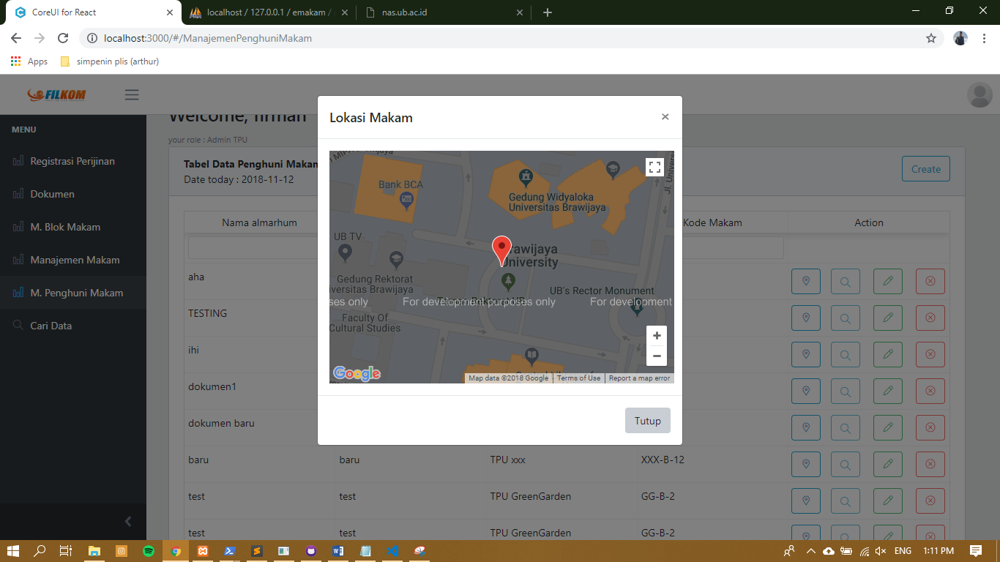 CoreUI for React
localhost / 127.0.0.1 / emakam /
nas.ub.ac.id
localhost:3000/#/ManajemenPenghuniMakam
Apps
simpenin plis (arthur)
FILKOM
Welcome, firman
your role : Admin TPU
MENU
Registrasi Perijinan
Dokumen
M. Blok Makam
Manajemen Makam
M. Penghuni Makam
Cari Data
Tabel Data Penghuni Makam
Date today : 2018-11-12
Create
Nama almarhum
Kode Makam
Action
aha
TESTING
ihi
dokumen1
dokumen baru
baru baru TPU xxx XXX-B-12
test test TPU GreenGarden GG-B-2
test test TPU GreenGarden GG-B-2
Lokasi Makam
×
Jl. Univers
Bank BCA
Gedung Widyaloka
Universitas Brawijaya
UB TV
Brawijaya
University
Gedung Rektorat
iversitas Brawijaya
UB's Rector Monument
ses only
For development purposes only
For development
Faculty Of
Cultural Studies
+
−
Google
Map data ©2018 Google
Terms of Use
Report a map error
Tutup
ENG
1:11 PM